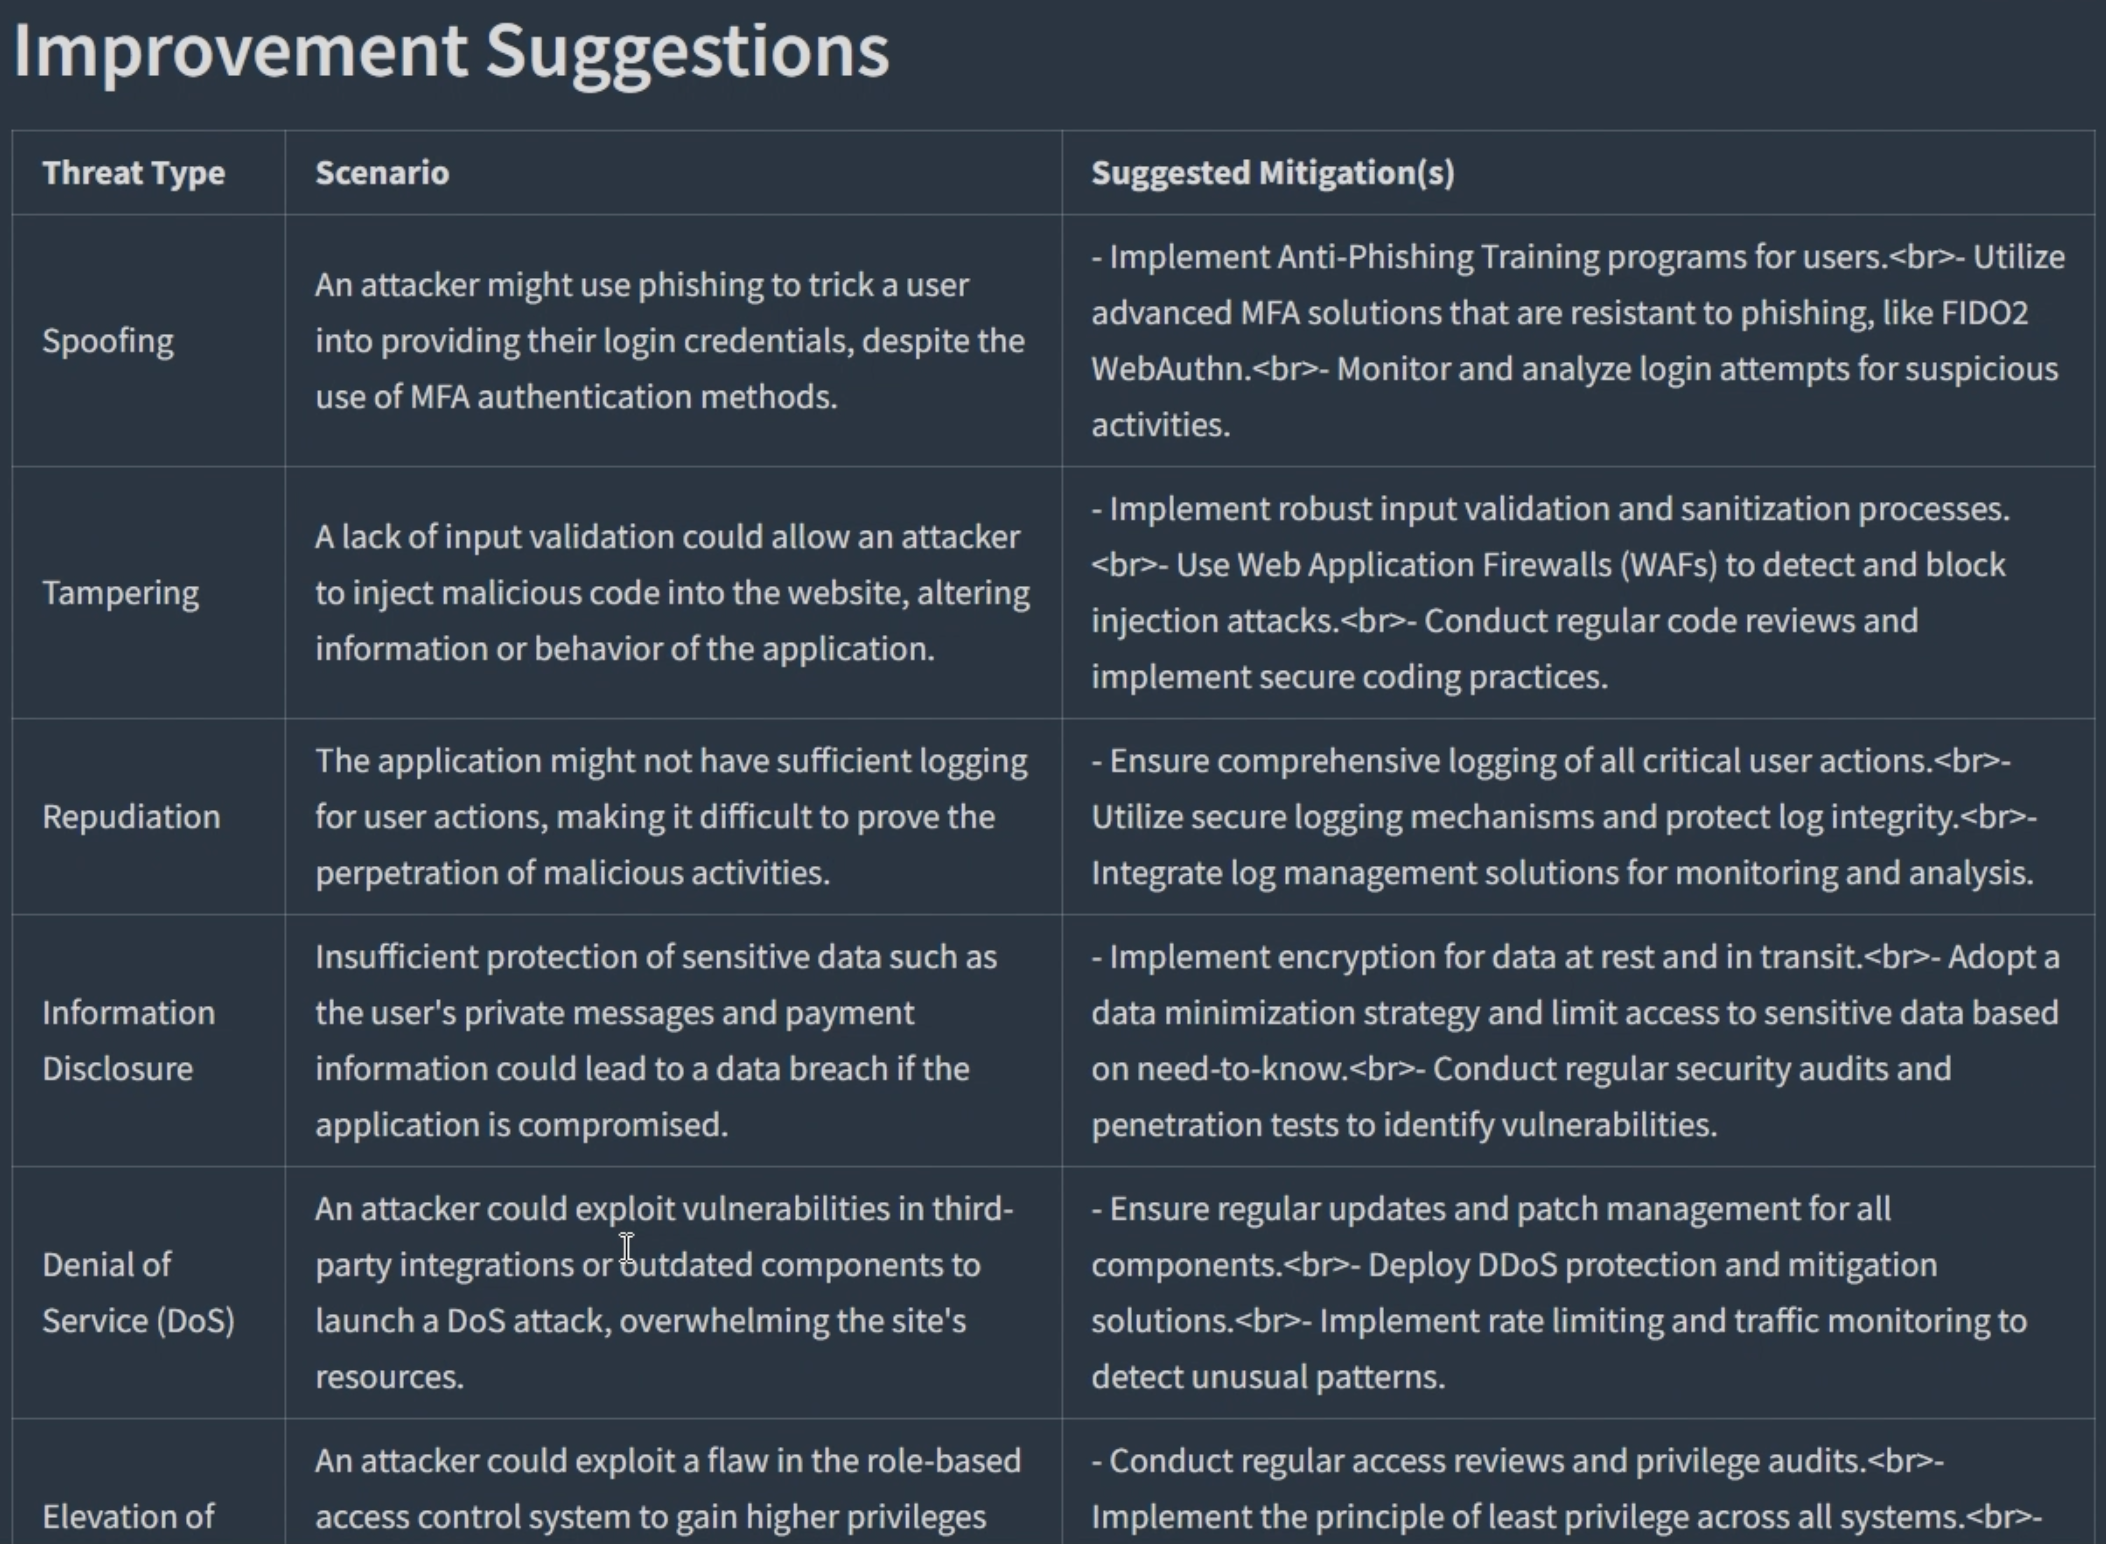 Improvement Suggestions
Threat Type
Scenario
Suggested Mitigation(s)
Spoofing
An attacker might use phishing to trick a user
into providing their login credentials, despite the
use of MFA authentication methods.
- Implement Anti-Phishing Training programs for users.<br>- Utilize
advanced MFA solutions that are resistant to phishing, like FIDO2
WebAuthn.<br>- Monitor and analyze login attempts for suspicious
activities.
Tampering
A lack of input validation could allow an attacker
to inject malicious code into the website, altering
information or behavior of the application.
- Implement robust input validation and sanitization processes.
<br>- Use Web Application Firewalls (WAFs) to detect and block
injection attacks.<br>- Conduct regular code reviews and
implement secure coding practices.
Repudiation
The application might not have sufficient logging
for user actions, making it difficult to prove the
perpetration of malicious activities.
- Ensure comprehensive logging of all critical user actions.<br>-
Utilize secure logging mechanisms and protect log integrity.<br>-
Integrate log management solutions for monitoring and analysis.
Information
Disclosure
Insufficient protection of sensitive data such as
the user's private messages and payment
information could lead to a data breach if the
application is compromised.
- Implement encryption for data at rest and in transit.<br>- Adopt a
data minimization strategy and limit access to sensitive data based
on need-to-know.<br>- Conduct regular security audits and
penetration tests to identify vulnerabilities.
Denial of
Service (DoS)
An attacker could exploit vulnerabilities in third-
party integrations or outdated components to
launch a DoS attack, overwhelming the site's
resources.
- Ensure regular updates and patch management for all
components.<br>- Deploy DDoS protection and mitigation
solutions.<br>- Implement rate limiting and traffic monitoring to
detect unusual patterns.
Elevation of
An attacker could exploit a flaw in the role-based
access control system to gain higher privileges
- Conduct regular access reviews and privilege audits.<br>-
Implement the principle of least privilege across all systems.<br>-